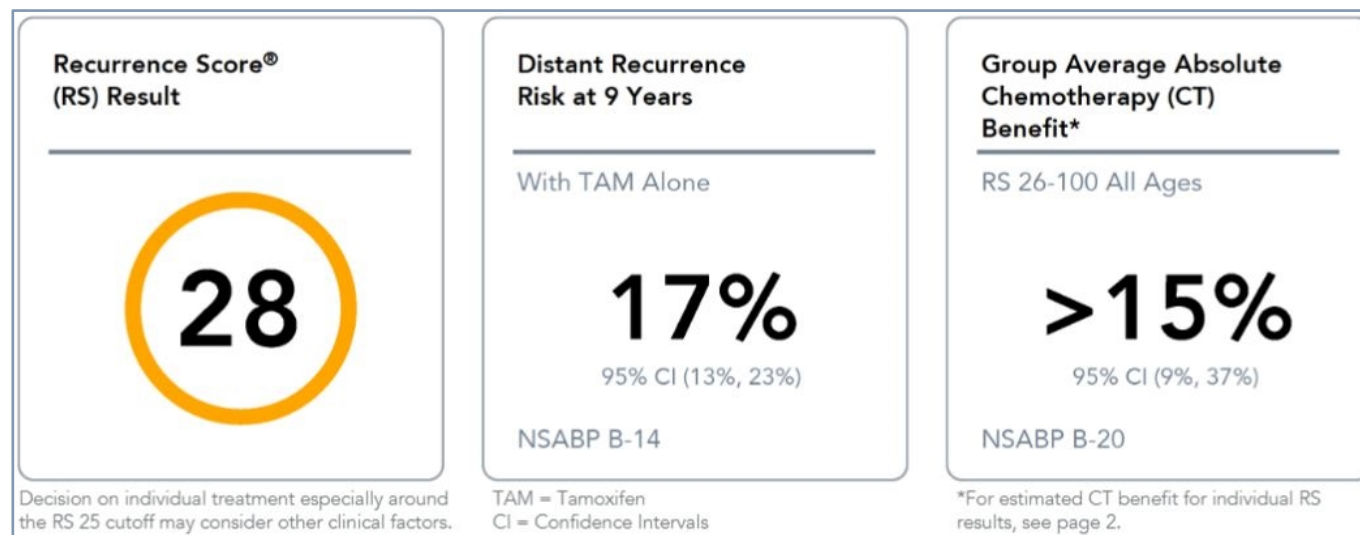 Recurrence Score®
(RS) Result
28
Decision on individual treatment especially around
the RS 25 cutoff may consider other clinical factors.
Distant Recurrence
Risk at 9 Years
With TAM Alone
17%
95% CI (13%, 23%)
NSABP B-14
TAM = Tamoxifen
CI = Confidence Intervals
Group Average Absolute
Chemotherapy (CT)
Benefit*
RS 26-100 All Ages
>15%
95% CI (9%, 37%)
NSABP B-20
*For estimated CT benefit for individual RS
results, see page 2.